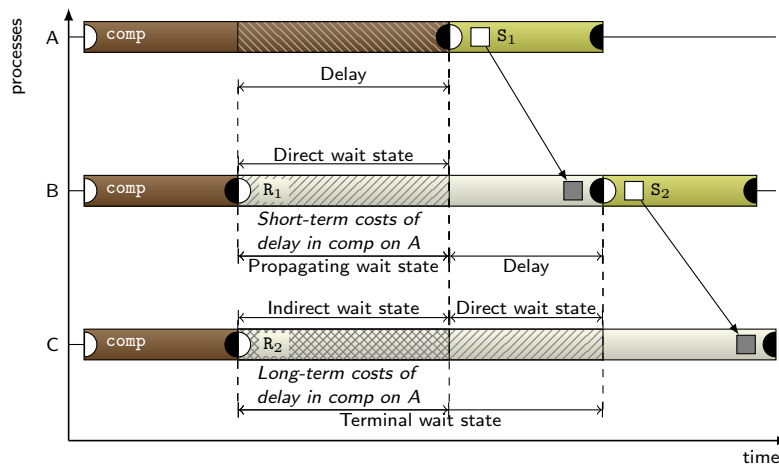 processes
A
comp
S1
Delay
Direct wait state
B
comp
R1
S2
Short-term costs of
delay in comp on A
Propagating wait state
Delay
Indirect wait state
Direct wait state
C
comp
R2
Long-term costs of
delay in comp on A
Terminal wait state
time